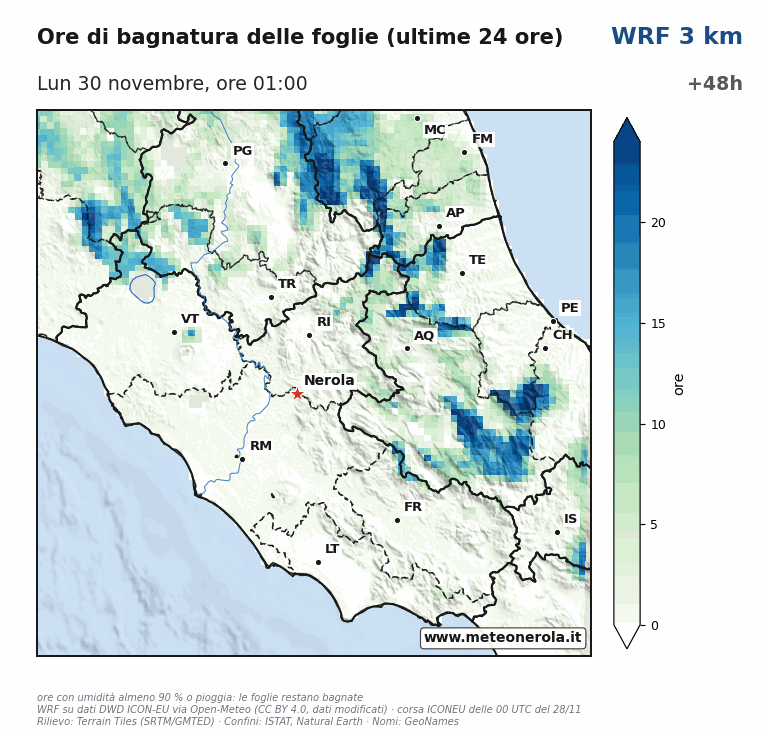 Ore di bagnatura delle foglie (ultime 24 ore)
WRF 3 km
Lun 30 novembre, ore 01:00
+48h
MC
FM
PG
AP
TE
TR
PE
VT
RI
AQ
CH
Nerola
RM
FR
IS
LT
www.meteonerola.it
20
15
10
5
0
ore
ore con umidità almeno 90 % o pioggia: le foglie restano bagnate
WRF su dati DWD ICON-EU via Open-Meteo (CC BY 4.0, dati modificati) · corsa ICONEU delle 00 UTC del 28/11
Rilievo: Terrain Tiles (SRTM/GMTED) · Confini: ISTAT, Natural Earth · Nomi: GeoNames